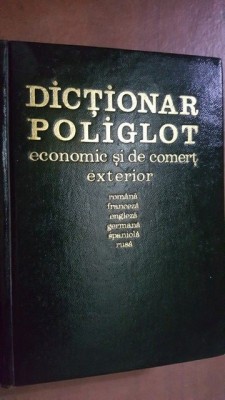 DICȚIONAR
POLIGLOT
economic și de comerț
exterior
română
franceză
engleză
germană
spaniolă
rusă